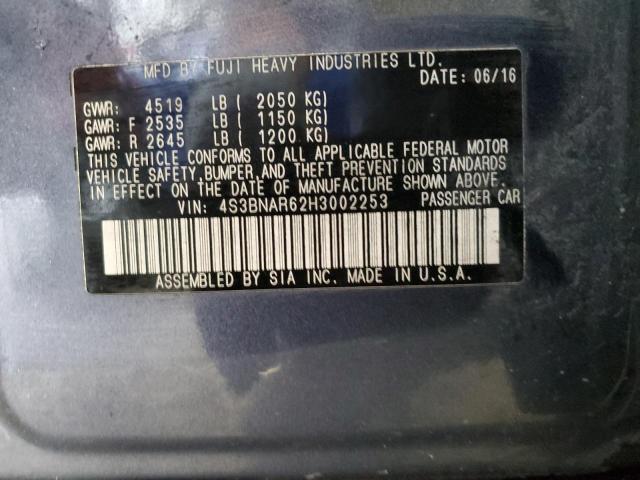 MFD BY FUJI HEAVY INDUSTRIES LTD.
DATE: 06/16
GVWR: 4519 LB ( 2050 KG)
GAWR: F 2535 LB ( 1150 KG)
GAWR: R 2645 LB ( 1200 KG)
THIS VEHICLE CONFORMS TO ALL APPLICABLE FEDERAL MOTOR
VEHICLE SAFETY,BUMPER,AND THEFT PREVENTION STANDARDS
IN EFFECT ON THE DATE OF MANUFACTURE SHOWN ABOVE.
VIN: 4S3BNAR62H3002253 PASSENGER CAR
ASSEMBLED BY SIA INC. MADE IN U.S.A.